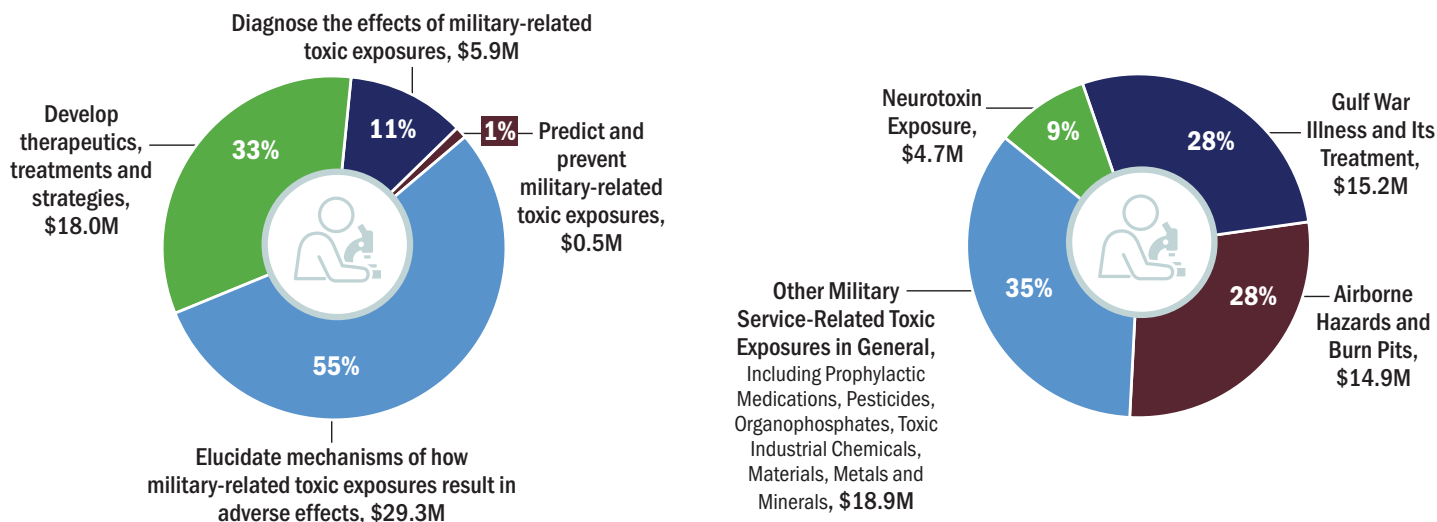 Diagnose the effects of military-related
toxic exposures, $5.9M
Develop
therapeutics,
treatments and
strategies,
$18.0M
33%
11%
1%
Predict and
prevent
military-related
toxic exposures,
$0.5M
55%
Elucidate mechanisms of how
military-related toxic exposures result in
adverse effects, $29.3M
Neurotoxin
Exposure,
$4.7M
9%
28%
Gulf War
Illness and Its
Treatment,
$15.2M
35%
28%
Airborne
Hazards and
Burn Pits,
$14.9M
Other Military
Service-Related Toxic
Exposures in General,
Including Prophylactic
Medications, Pesticides,
Organophosphates, Toxic
Industrial Chemicals,
Materials, Metals and
Minerals, $18.9M